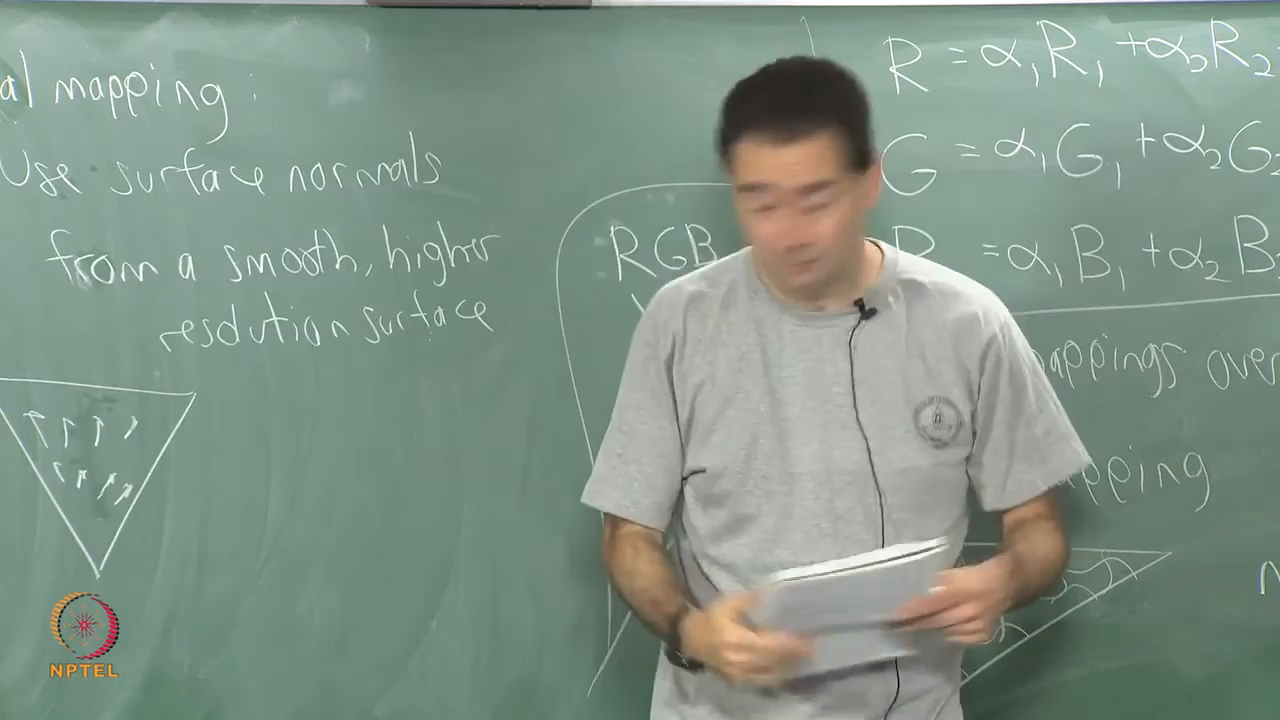 al mapping :
Use surface normals
from a smooth, higher
resolution surface
R = α₁R₁ + α₂R₂
G = α₁G₁ + α₂G₂
RGB
B = α₁B₁ + α₂B₂
appings over
pping
NPTEL